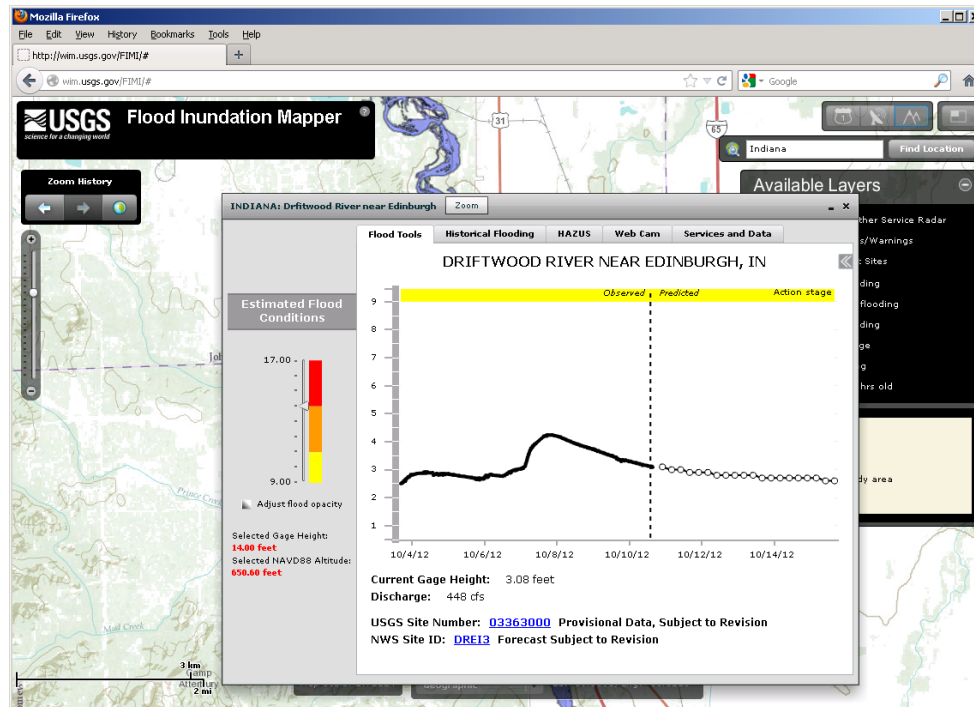 Mozilla Firefox
File Edit View History Bookmarks Tools Help
http://wim.usgs.gov/FIMI/#
wim.usgs.gov/FIMI/#
Google
USGS
science for a changing world
Flood Inundation Mapper
31
65
Indiana
Find Location
Zoom History
Available Layers
INDIANA: Drfitwood River near Edinburgh
Zoom
ther Service Radar
s/Warnings
: Sites
ding
flooding
ding
ge
g
hrs old
dy area
Flood Tools
Historical Flooding
HAZUS
Web Cam
Services and Data
DRIFTWOOD RIVER NEAR EDINBURGH, IN
Observed
Predicted
Action stage
9
8
7
6
5
4
3
2
1
10/4/12
10/6/12
10/8/12
10/10/12
10/12/12
10/14/12
Estimated Flood
Conditions
17.00
9.00
Adjust flood opacity
Selected Gage Height:
14.00 feet
Selected NAVD88 Altitude:
650.60 feet
Current Gage Height: 3.08 feet
Discharge: 448 cfs
USGS Site Number: 03363000 Provisional Data, Subject to Revision
NWS Site ID: DREI3 Forecast Subject to Revision
Joh
Prince Creek
Mud Creek
3 km
2 mi
Camp
Atterbury